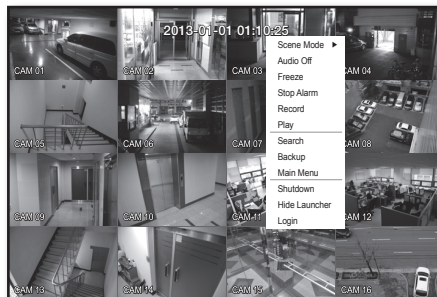 2013-01-01 01:10:25
CAM 01
CAM 02
CAM 03
CAM 04
Scene Mode ▶
Audio Off
Freeze
Stop Alarm
Record
Play
Search
Backup
Main Menu
Shutdown
Hide Launcher
Login
CAM 05
CAM 06
CAM 07
CAM 08
CAM 09
CAM 10
CAM 11
CAM 12
CAM 13
CAM 14
CAM 15
CAM 16